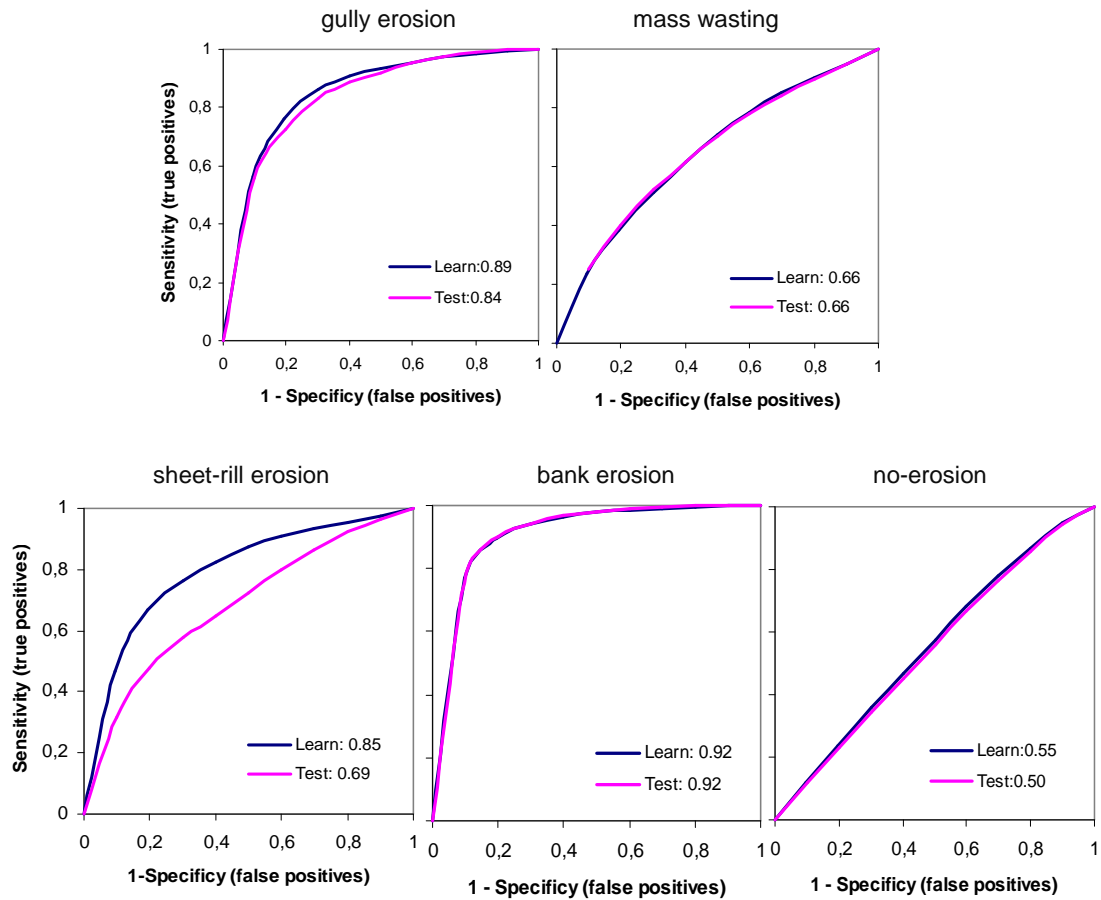 gully erosion
mass wasting
Sensitivity (true positives)
1
0,8
0,6
0,4
0,2
0
Learn:0.89
Test:0.84
0 0,2 0,4 0,6 0,8 1
1 - Specificy (false positives)
Learn: 0.66
Test: 0.66
0 0,2 0,4 0,6 0,8 1
1 - Specificy (false positives)
sheet-rill erosion
bank erosion
no-erosion
Sensitivity (true positives)
1
0,8
0,6
0,4
0,2
0
Learn: 0.85
Test: 0.69
0 0,2 0,4 0,6 0,8 1
1-Specificy (false positives)
Learn: 0.92
Test: 0.92
0 0,2 0,4 0,6 0,8 1
1 - Specificy (false positives)
Learn:0.55
Test:0.50
0 0,2 0,4 0,6 0,8 1
1 - Specificy (false positives)